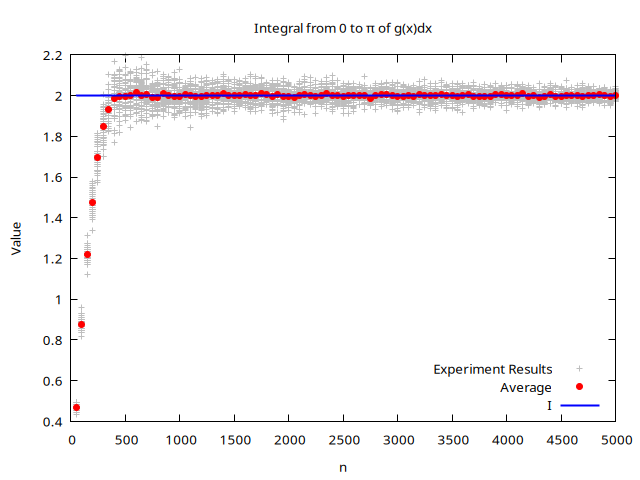 Integral from 0 to π of g(x)dx
2.2
2
1.8
1.6
1.4
1.2
1
0.8
0.6
0.4
Value
Experiment Results
Average
I
0 500 1000 1500 2000 2500 3000 3500 4000 4500 5000
n